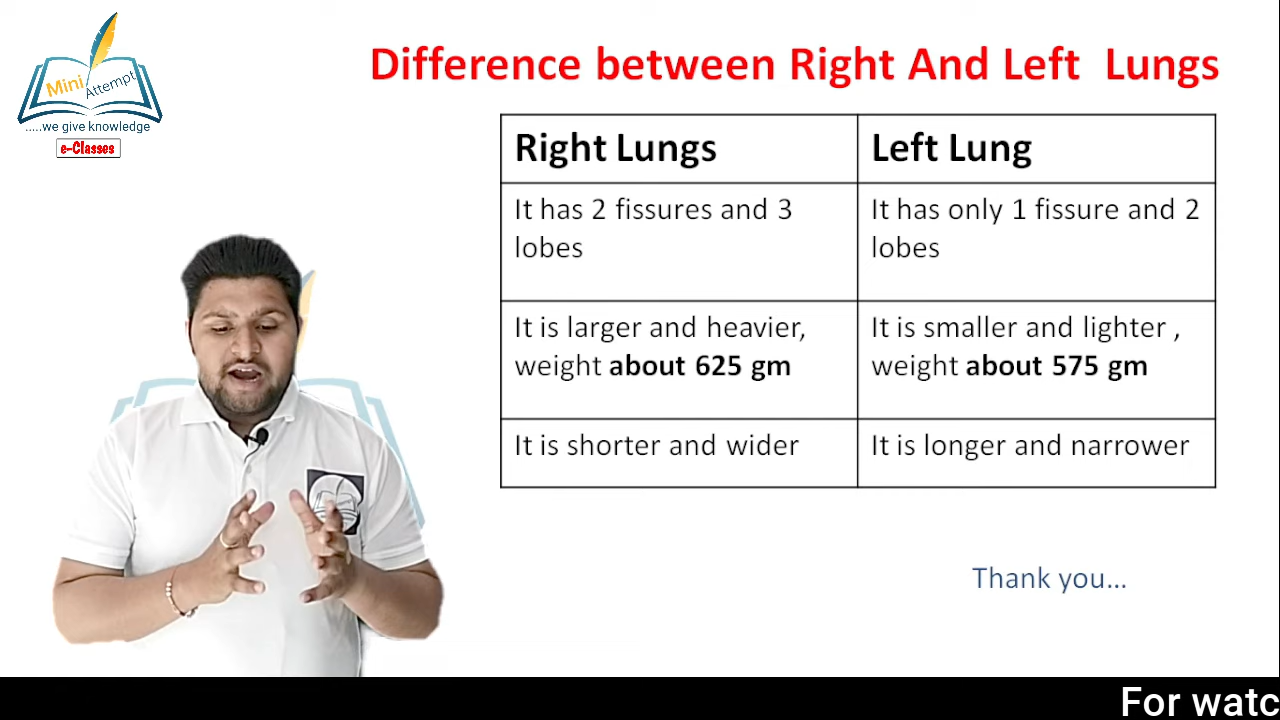 Mini
Attempt
.....we give knowledge
e-Classes
Difference between Right And Left Lungs
Right Lungs
Left Lung
It has 2 fissures and 3
lobes
It has only 1 fissure and 2
lobes
It is larger and heavier,
weight about 625 gm
It is smaller and lighter ,
weight about 575 gm
It is shorter and wider
It is longer and narrower
Thank you...
For watc